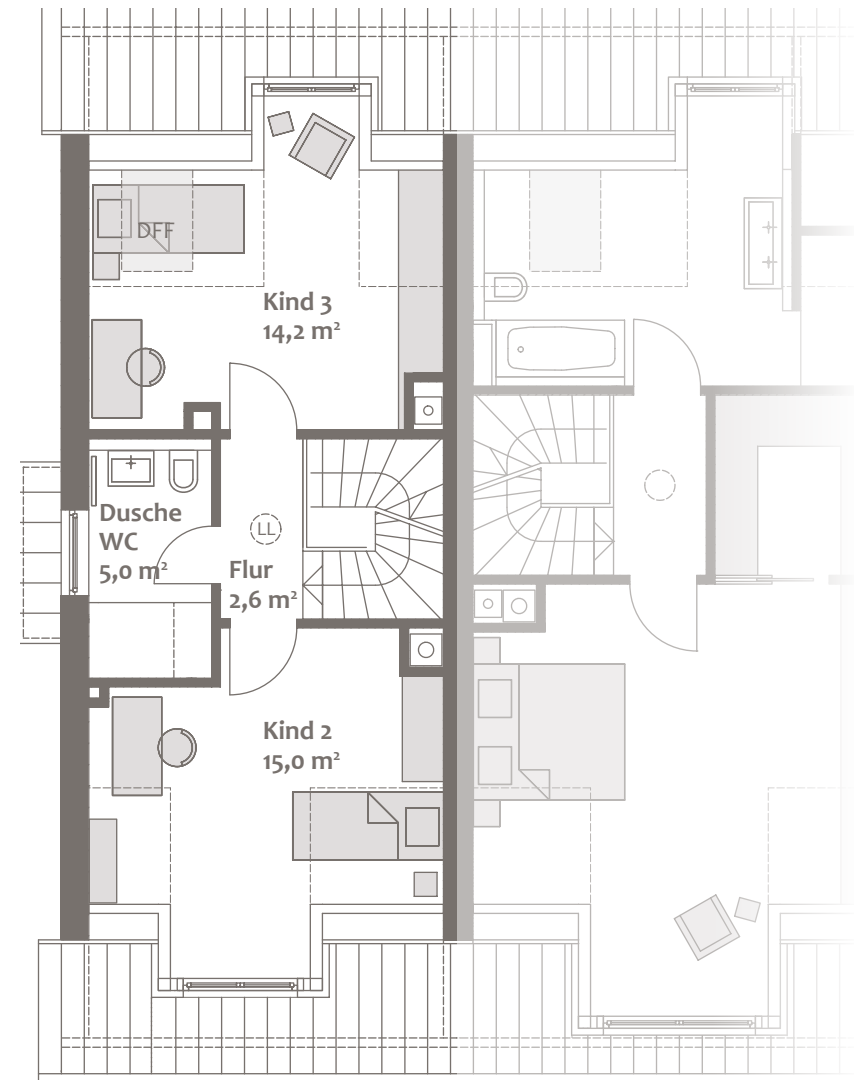 DFF
Kind 3
14,2 m²
Dusche
WC
5,0 m²
LL
Flur
2,6 m²
Kind 2
15,0 m²